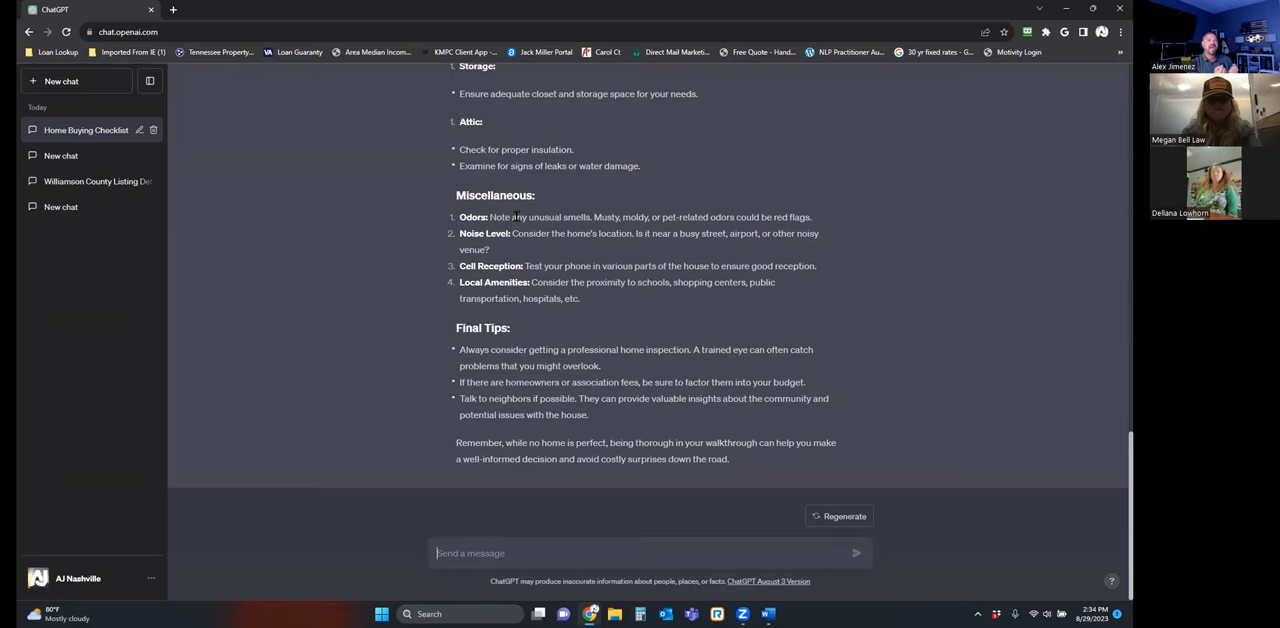 ChatGPT
chat.openai.com
Loan Lookup
Imported From IE (1)
Tennessee Property...
VA Loan Guaranty
Area Median Incom...
KMPC Client App -...
Jack Miller Portal
Carol Ct
Direct Mail Marketi...
Free Quote - Hand...
NLP Practitioner Au...
30 yr fixed rates - G...
Motivity Login
New chat
Today
Home Buying Checklist
New chat
Williamson County Listing De
New chat
AJ Nashville
1. Storage:
• Ensure adequate closet and storage space for your needs.
1. Attic:
• Check for proper insulation.
• Examine for signs of leaks or water damage.
Miscellaneous:
1. Odors: Note any unusual smells. Musty, moldy, or pet-related odors could be red flags.
2. Noise Level: Consider the home's location. Is it near a busy street, airport, or other noisy
venue?
3. Cell Reception: Test your phone in various parts of the house to ensure good reception.
4. Local Amenities: Consider the proximity to schools, shopping centers, public
transportation, hospitals, etc.
Final Tips:
• Always consider getting a professional home inspection. A trained eye can often catch
problems that you might overlook.
• If there are homeowners or association fees, be sure to factor them into your budget.
• Talk to neighbors if possible. They can provide valuable insights about the community and
potential issues with the house.
Remember, while no home is perfect, being thorough in your walkthrough can help you make
a well-informed decision and avoid costly surprises down the road.
Regenerate
Send a message
ChatGPT may produce inaccurate information about people, places, or facts. ChatGPT August 3 Version
?
Alex Jimenez
Megan Bell Law
Dellana Lowhorn
80°F
Mostly cloudy
Search
2:34 PM
8/29/2023